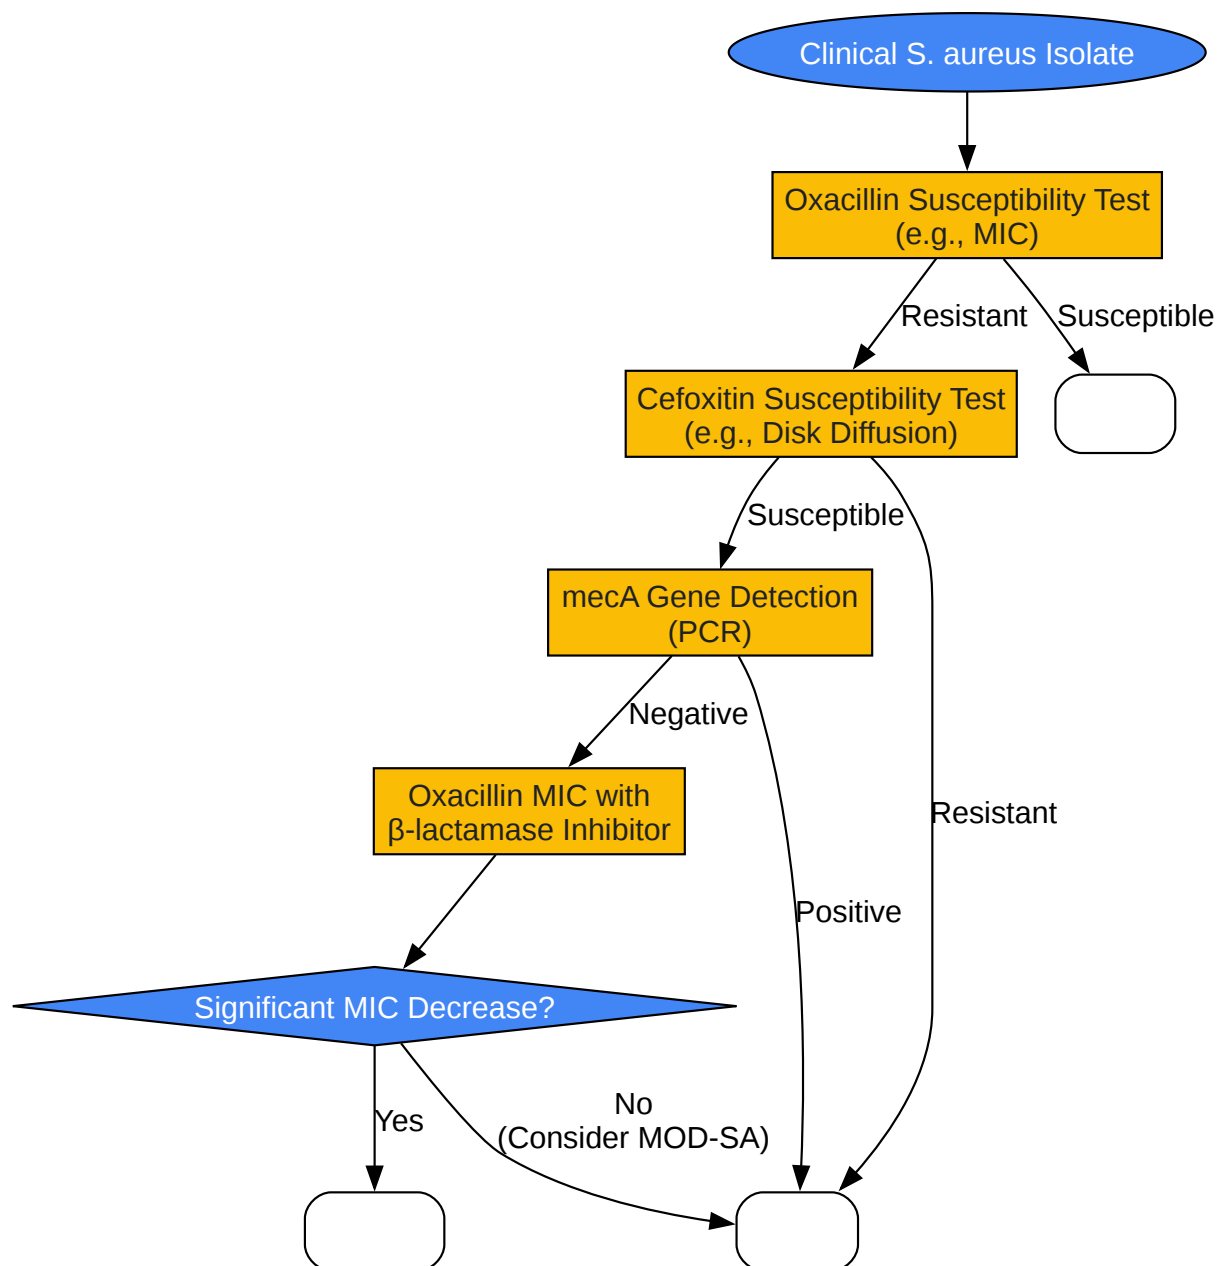 Clinical S. aureus Isolate
Oxacillin Susceptibility Test
(e.g., MIC)
Resistant
Susceptible
Cefoxitin Susceptibility Test
(e.g., Disk Diffusion)
Susceptible
mecA Gene Detection
(PCR)
Negative
Oxacillin MIC with
β-lactamase Inhibitor
Resistant
Positive
Significant MIC Decrease?
Yes
No
(Consider MOD-SA)